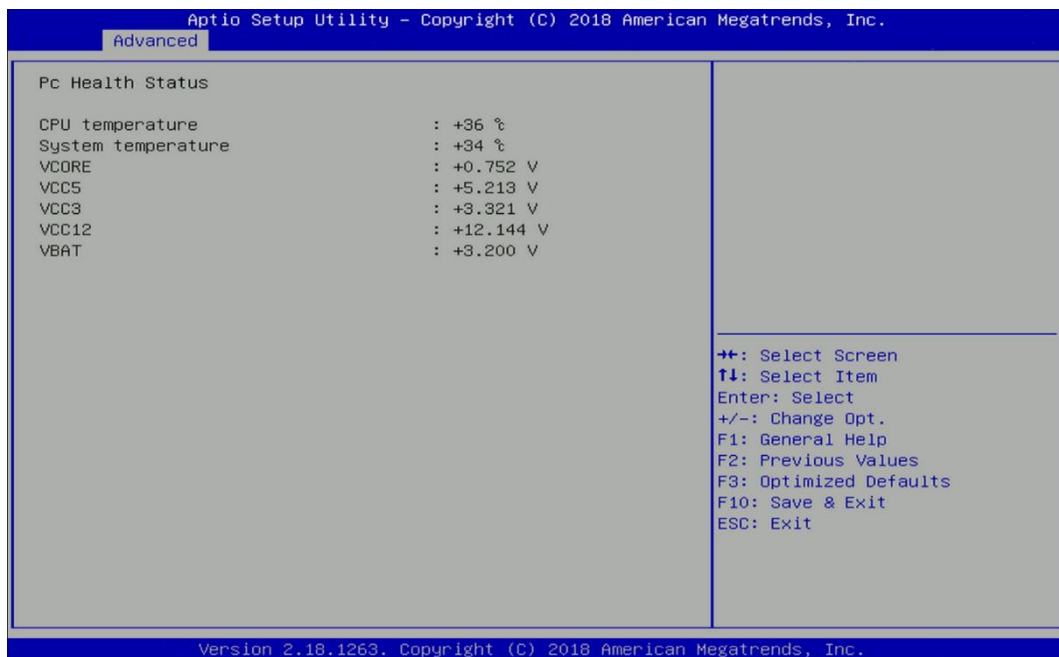 Aptio Setup Utility – Copyright (C) 2018 American Megatrends, Inc.
Advanced
Pc Health Status
CPU temperature : +36 ℃
System temperature : +34 ℃
VCORE : +0.752 V
VCC5 : +5.213 V
VCC3 : +3.321 V
VCC12 : +12.144 V
VBAT : +3.200 V
→←: Select Screen
↑↓: Select Item
Enter: Select
+/-: Change Opt.
F1: General Help
F2: Previous Values
F3: Optimized Defaults
F10: Save & Exit
ESC: Exit
Version 2.18.1263. Copyright (C) 2018 American Megatrends, Inc.